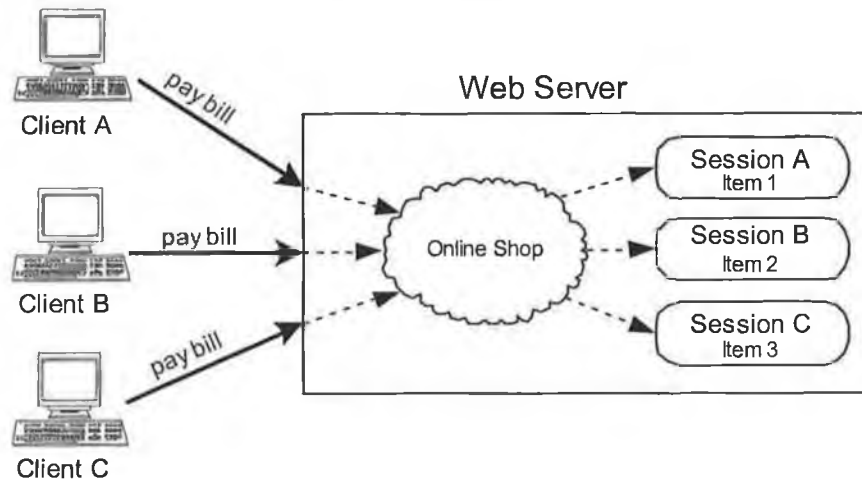 Web Server
pay bill
Client A
Session A
Item 1
pay bill
Online Shop
Session B
Item 2
Client B
pay bill
Session C
Item 3
Client C